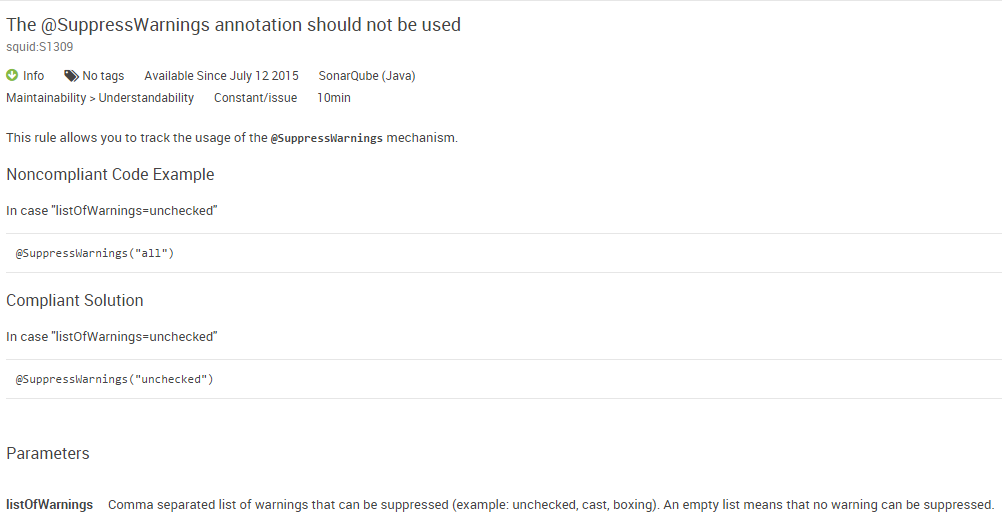 The @SuppressWarnings annotation should not be used
squid:S1309
Info No tags Available Since July 12 2015 SonarQube (Java)
Maintainability > Understandability Constant/issue 10min
This rule allows you to track the usage of the @SuppressWarnings mechanism.
Noncompliant Code Example
In case "listOfWarnings=unchecked"
@SuppressWarnings("all")
Compliant Solution
In case "listOfWarnings=unchecked"
@SuppressWarnings("unchecked")
Parameters
listOfWarnings Comma separated list of warnings that can be suppressed (example: unchecked, cast, boxing). An empty list means that no warning can be suppressed.